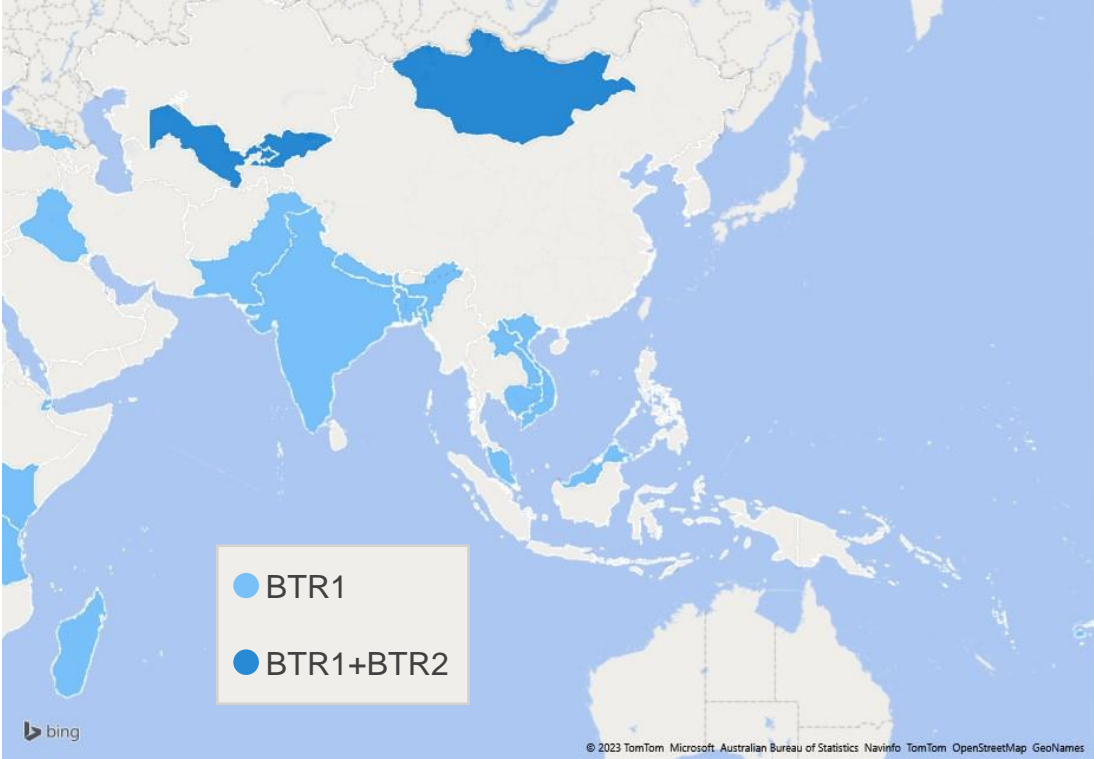 BTR1
BTR1+BTR2
bing
© 2023 TomTom Microsoft Australian Bureau of Statistics Navinfo TomTom OpenStreetMap GeoNames